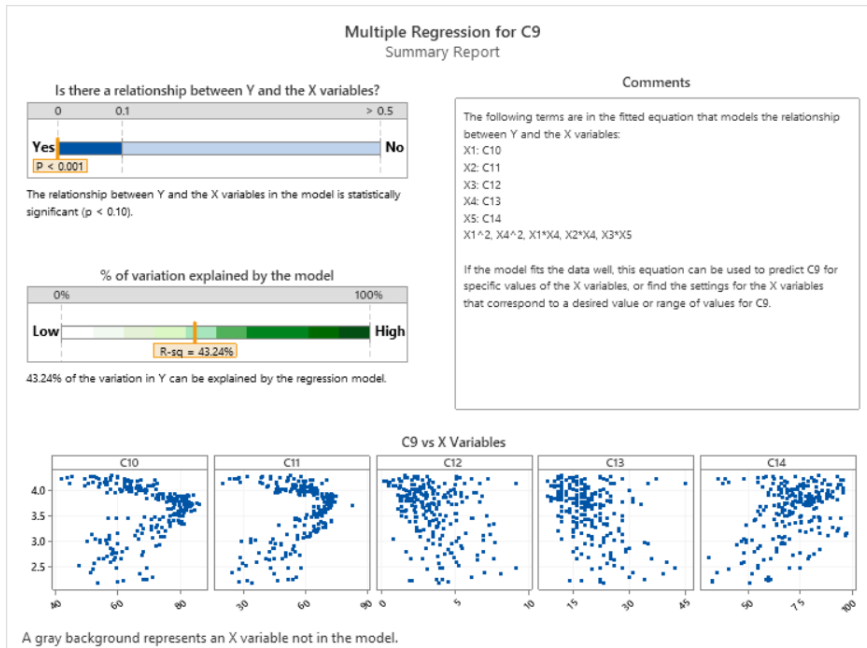 Multiple Regression for C9
Summary Report
Is there a relationship between Y and the X variables?
0 0.1 > 0.5
Yes No
P < 0.001
The relationship between Y and the X variables in the model is statistically
significant (p < 0.10).
% of variation explained by the model
0% 100%
Low High
R-sq = 43.24%
43.24% of the variation in Y can be explained by the regression model.
Comments
The following terms are in the fitted equation that models the relationship
between Y and the X variables:
X1: C10
X2: C11
X3: C12
X4: C13
X5: C14
X1^2, X4^2, X1*X4, X2*X4, X3*X5
If the model fits the data well, this equation can be used to predict C9 for
specific values of the X variables, or find the settings for the X variables
that correspond to a desired value or range of values for C9.
C9 vs X Variables
C10 C11 C12 C13 C14
4.0
3.5
3.0
2.5
40 60 80 30 60 90 0 5 10 15 30 45 50 75 100
A gray background represents an X variable not in the model.